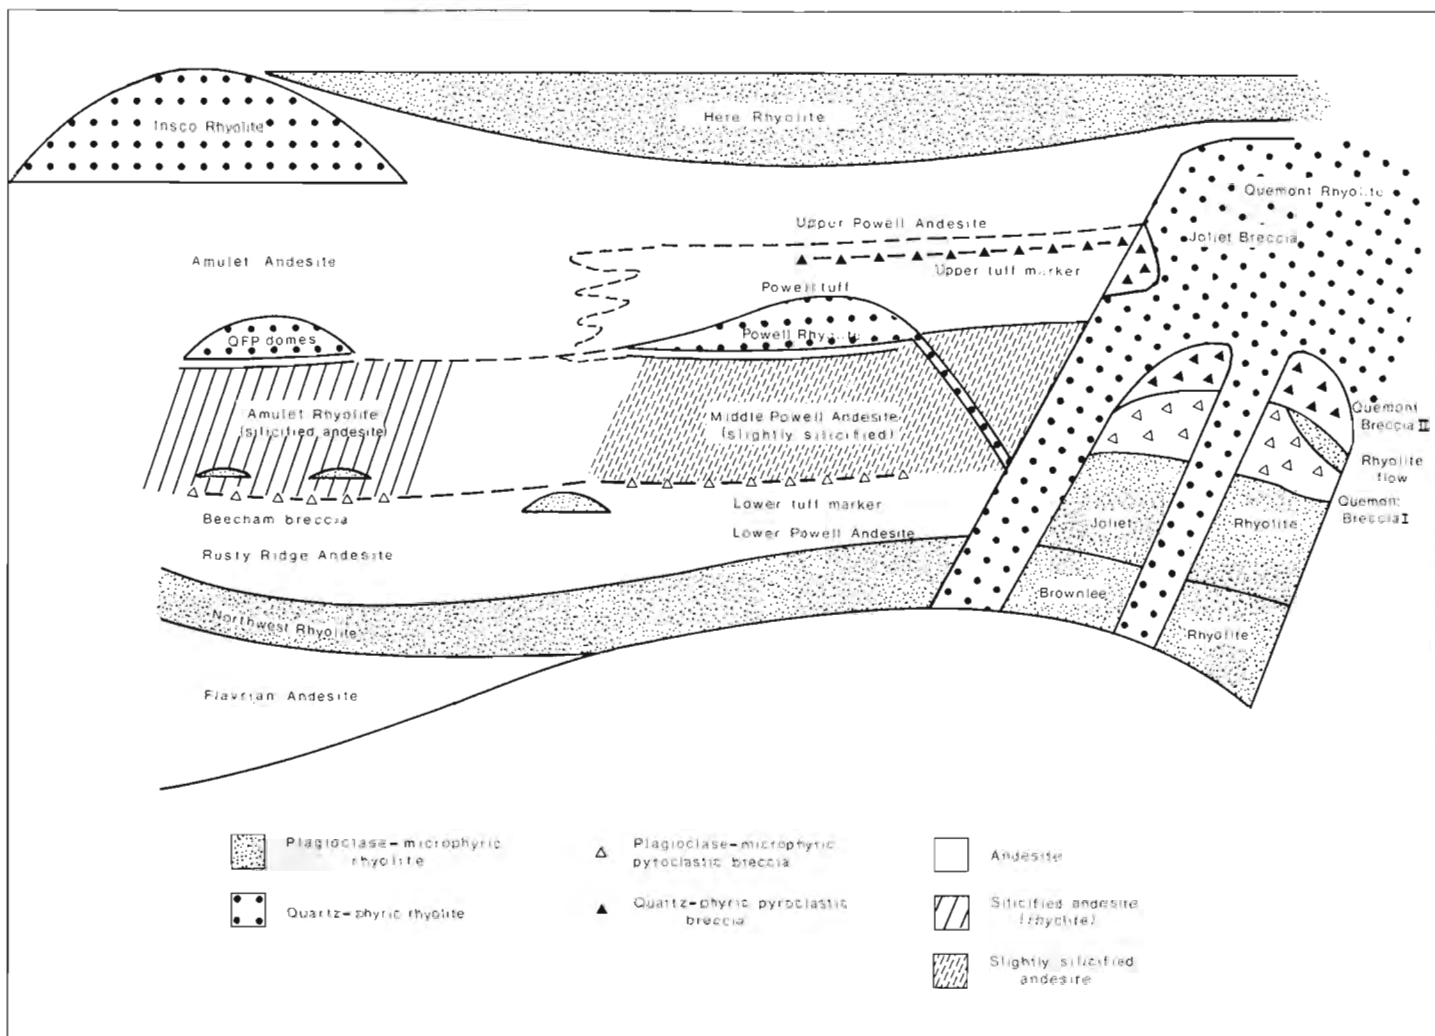 Here Rhyolite
Insco Rhyolite
Quemont Rhyolite
Upper Powell Andesite
Joliet Breccia
Amulet Andesite
Upper tuff marker
Powell tuff
QFP domes
Powell Rhyolite
Amulet Rhyolite
(silicified andesite)
Middle Powell Andesite
(slightly silicified)
Quemont
Breccia II
Rhyolite
flow
Quemont
Breccia I
Lower tuff marker
Beecham breccia
Joliet
Rhyolite
Lower Powell Andesite
Rusty Ridge Andesite
Brownlee
Northwest Rhyolite
Rhyolite
Flavrian Andesite
Plagioclase-microphyric
rhyolite
Quartz-phyric rhyolite
Plagioclase-microphyric
pyroclastic breccia
Quartz-phyric pyroclastic
breccia
Andesite
Silicified andesite
(rhyolite)
Slightly silicified
andesite